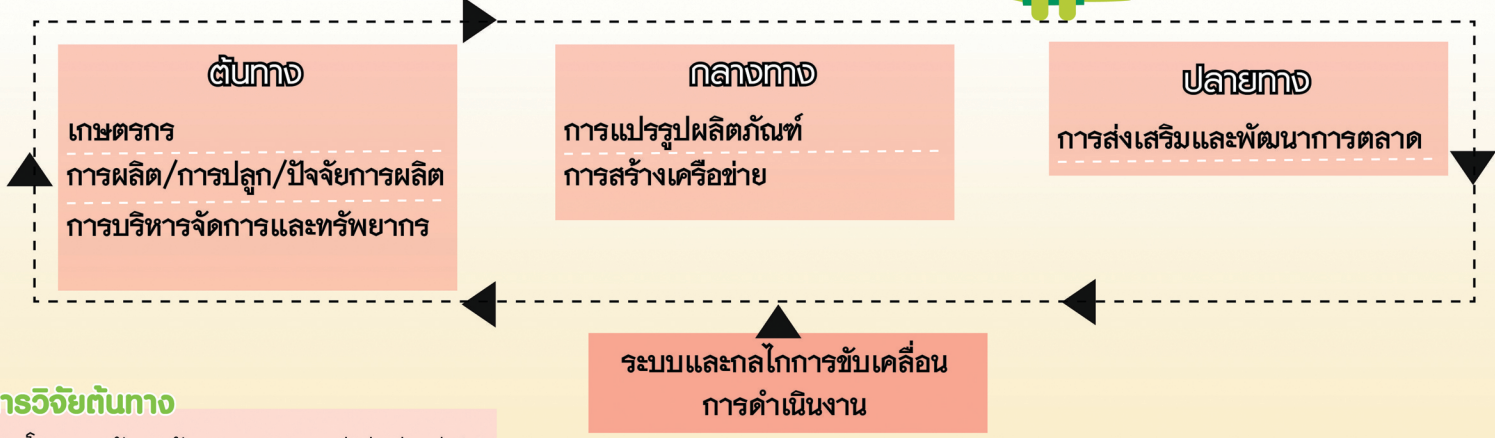 ต้นทาง
เกษตรกร
การผลิต/การปลูก/ปัจจัยการผลิต
การบริหารจัดการและทรัพยากร
กลางทาง
การแปรรูปผลิตภัณฑ์
การสร้างเครือข่าย
ปลายทาง
การส่งเสริมและพัฒนาการตลาด
ระบบและกลไกการขับเคลื่อน
การดำเนินงาน
ารวิจัยต้นทาง